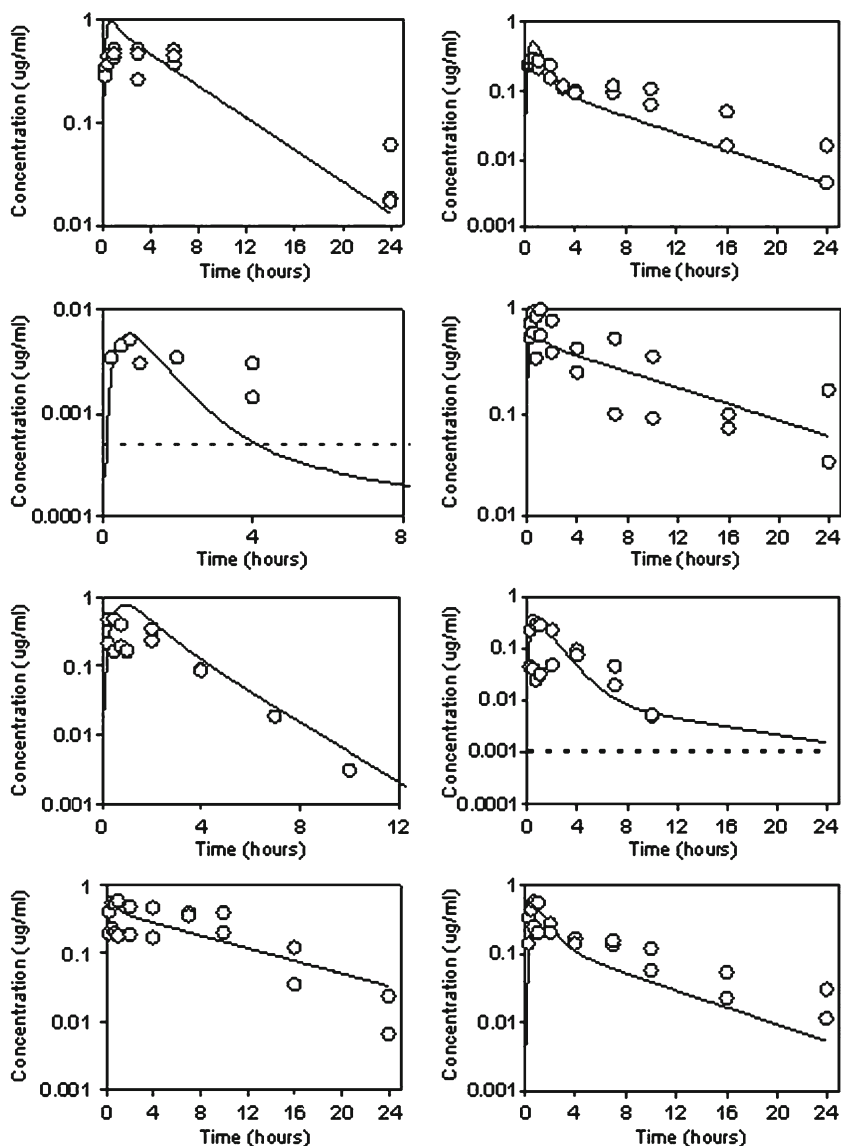 Concentration (ug/ml)
1
0.1
0.01
0 4 8 12 16 20 24
Time (hours)
Concentration (ug/ml)
1
0.1
0.01
0.001
0 4 8 12 16 20 24
Time (hours)
Concentration (ug/ml)
0.01
0.001
0.0001
0 4 8
Time (hours)
Concentration (ug/ml)
1
0.1
0.01
0 4 8 12 16 20 24
Time (hours)
Concentration (ug/ml)
1
0.1
0.01
0.001
0 4 8 12
Time (hours)
Concentration (ug/ml)
1
0.1
0.01
0.001
0.0001
0 4 8 12 16 20 24
Time (hours)
Concentration (ug/ml)
1
0.1
0.01
0.001
0 4 8 12 16 20 24
Time (hours)
Concentration (ug/ml)
1
0.1
0.01
0.001
0 4 8 12 16 20 24
Time (hours)